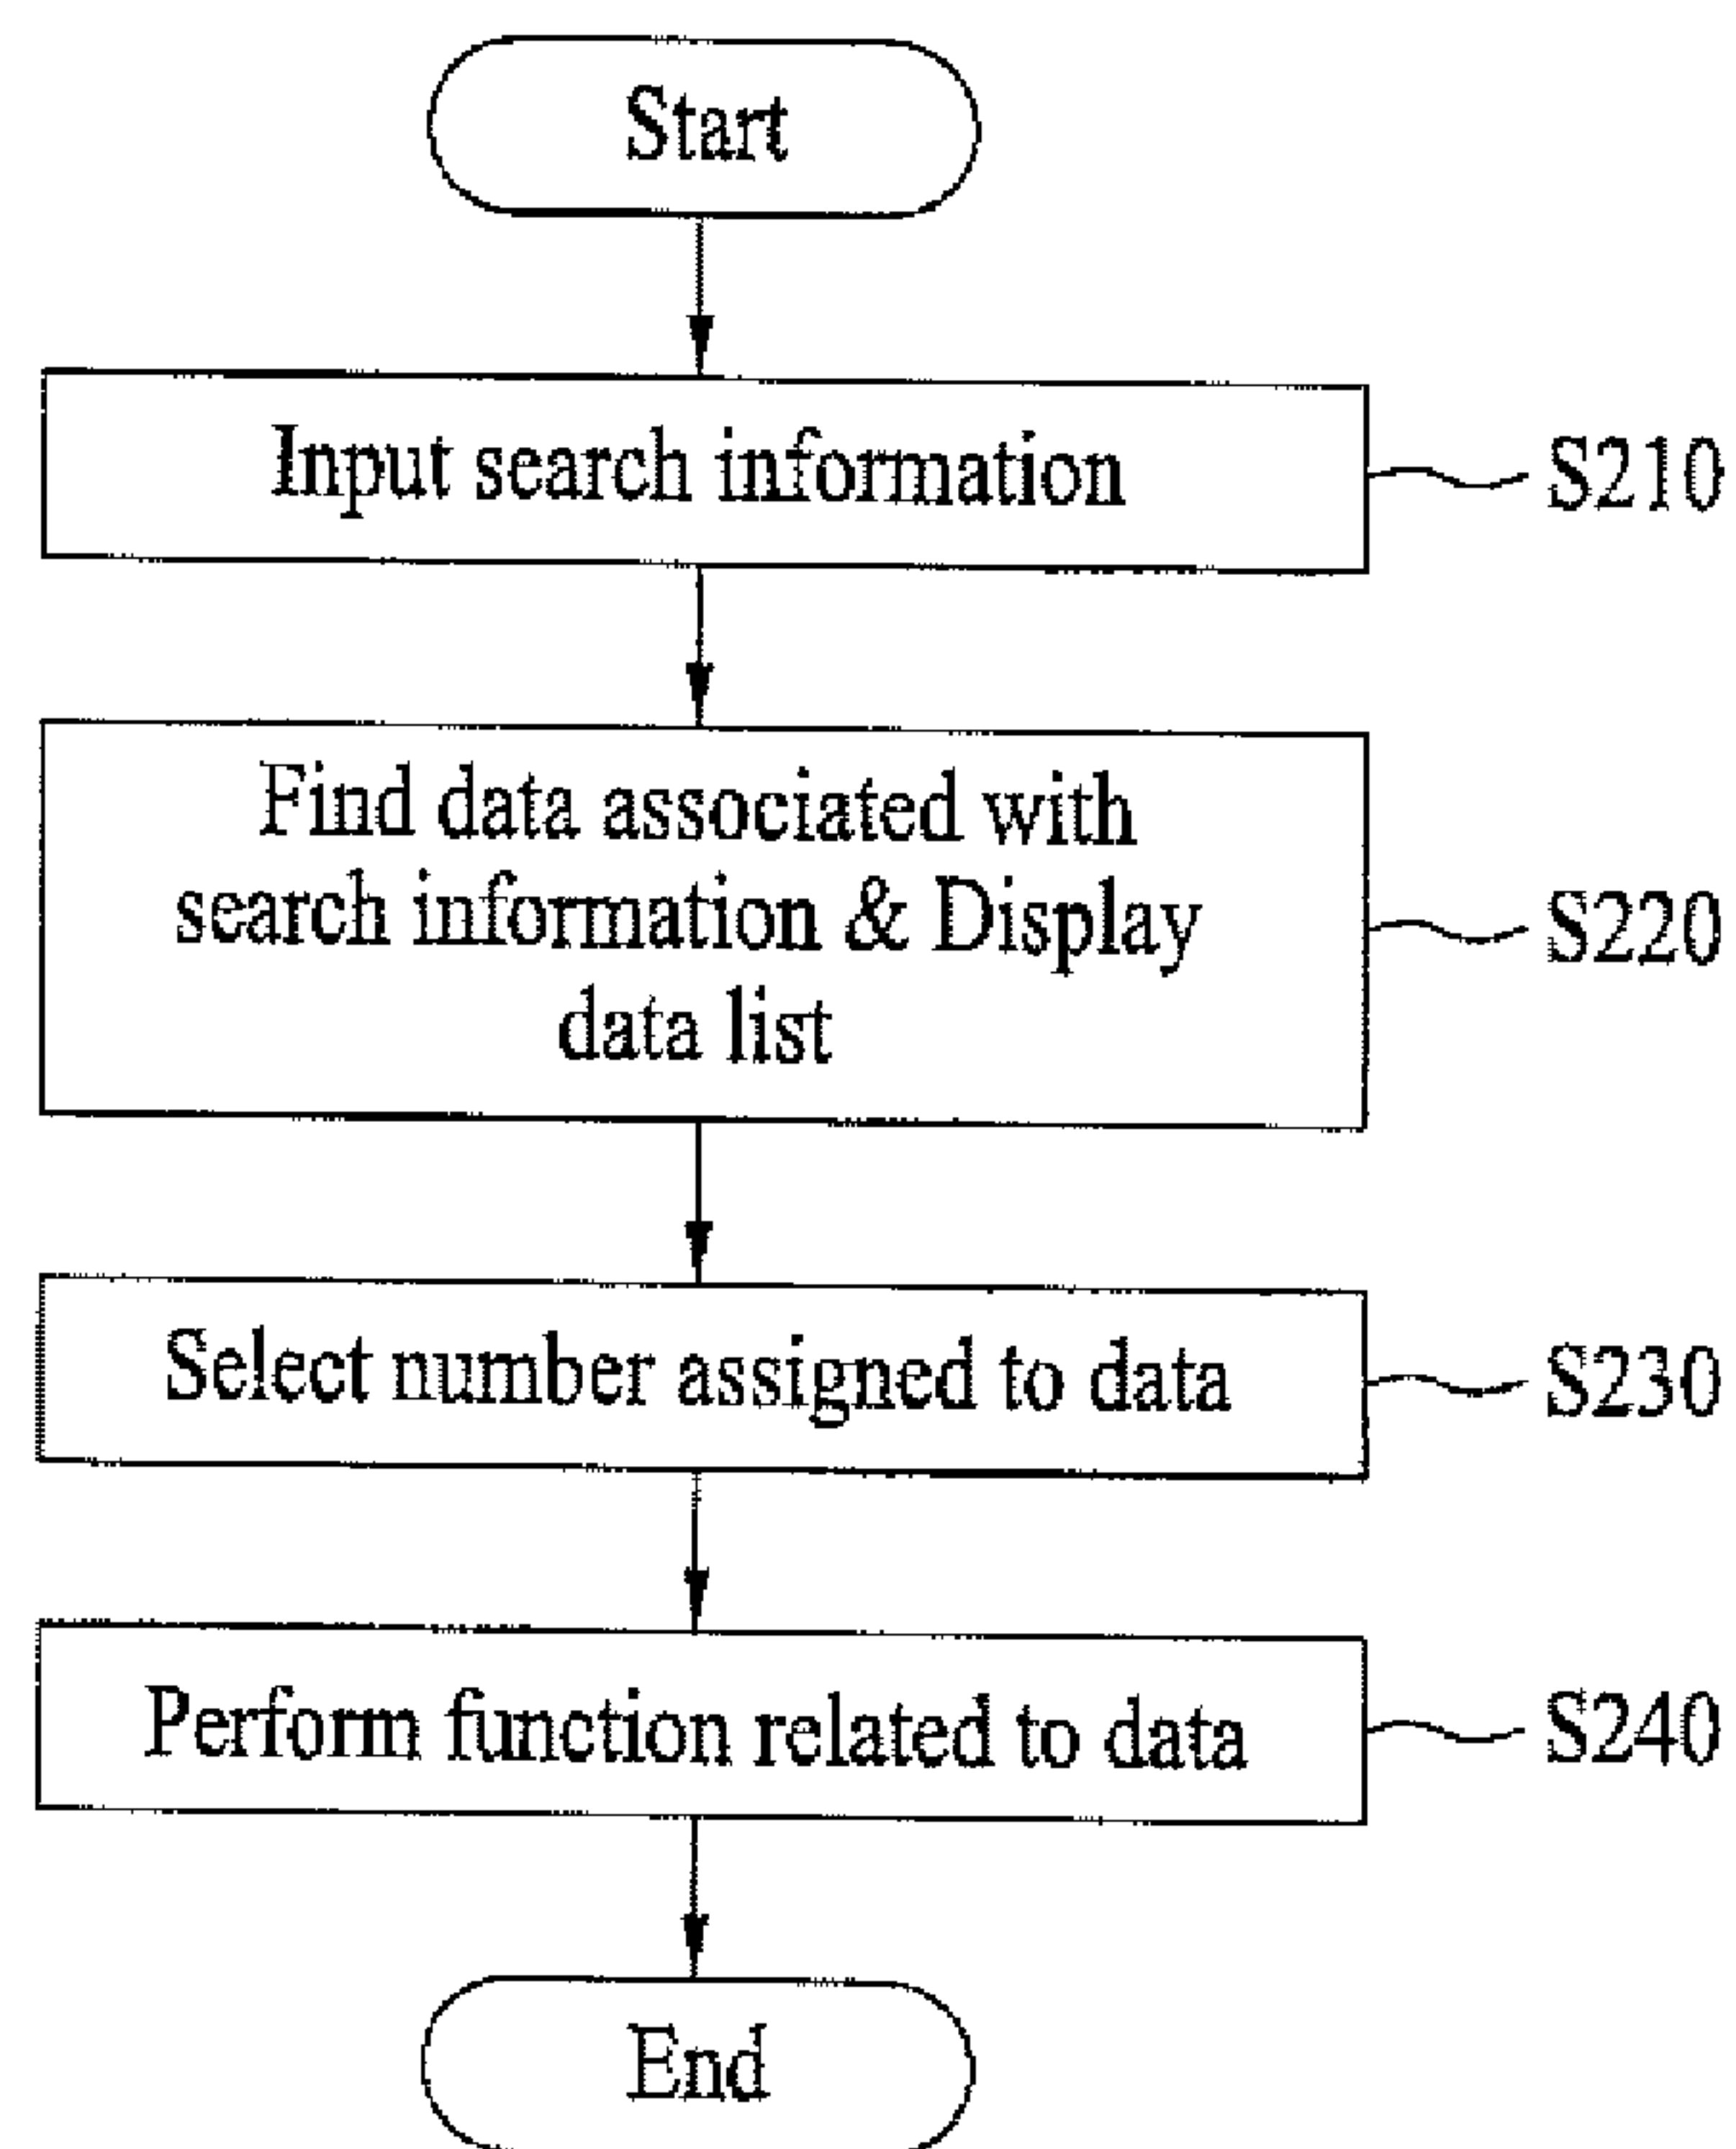 Start
Input search information
S210
Find data associated with
search information & Display
data list
S220
Select number assigned to data
S230
Perform function related to data
S240
End